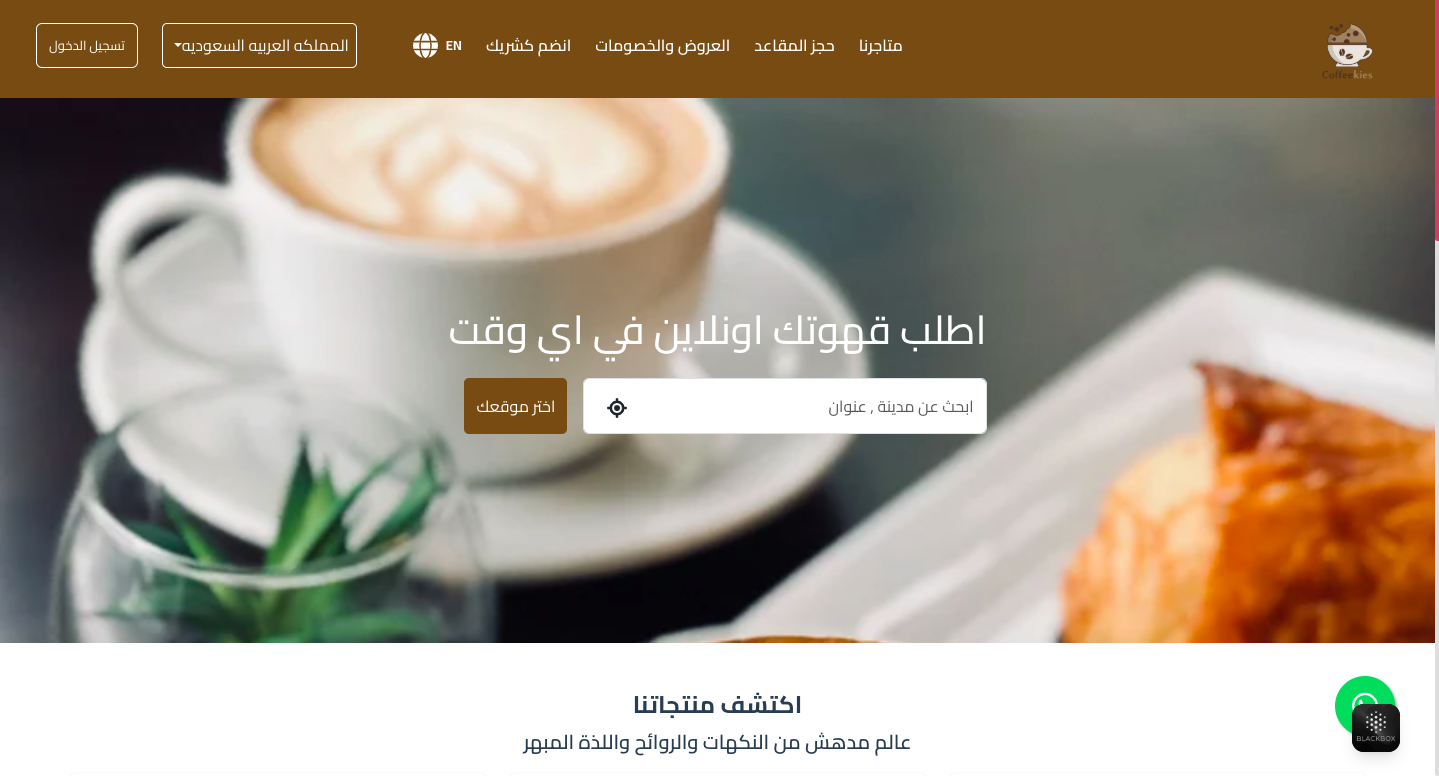 Coffeekies
متاجرنا
حجز المقاعد
العروض والخصومات
انضم كشريك
EN
المملكه العربيه السعوديه
تسجيل الدخول
اطلب قهوتك اونلاين في اي وقت
ابحث عن مدينة , عنوان
اختر موقعك
اكتشف منتجاتنا
عالم مدهش من النكهات والروائح واللذة المبهر
BLACKBOX